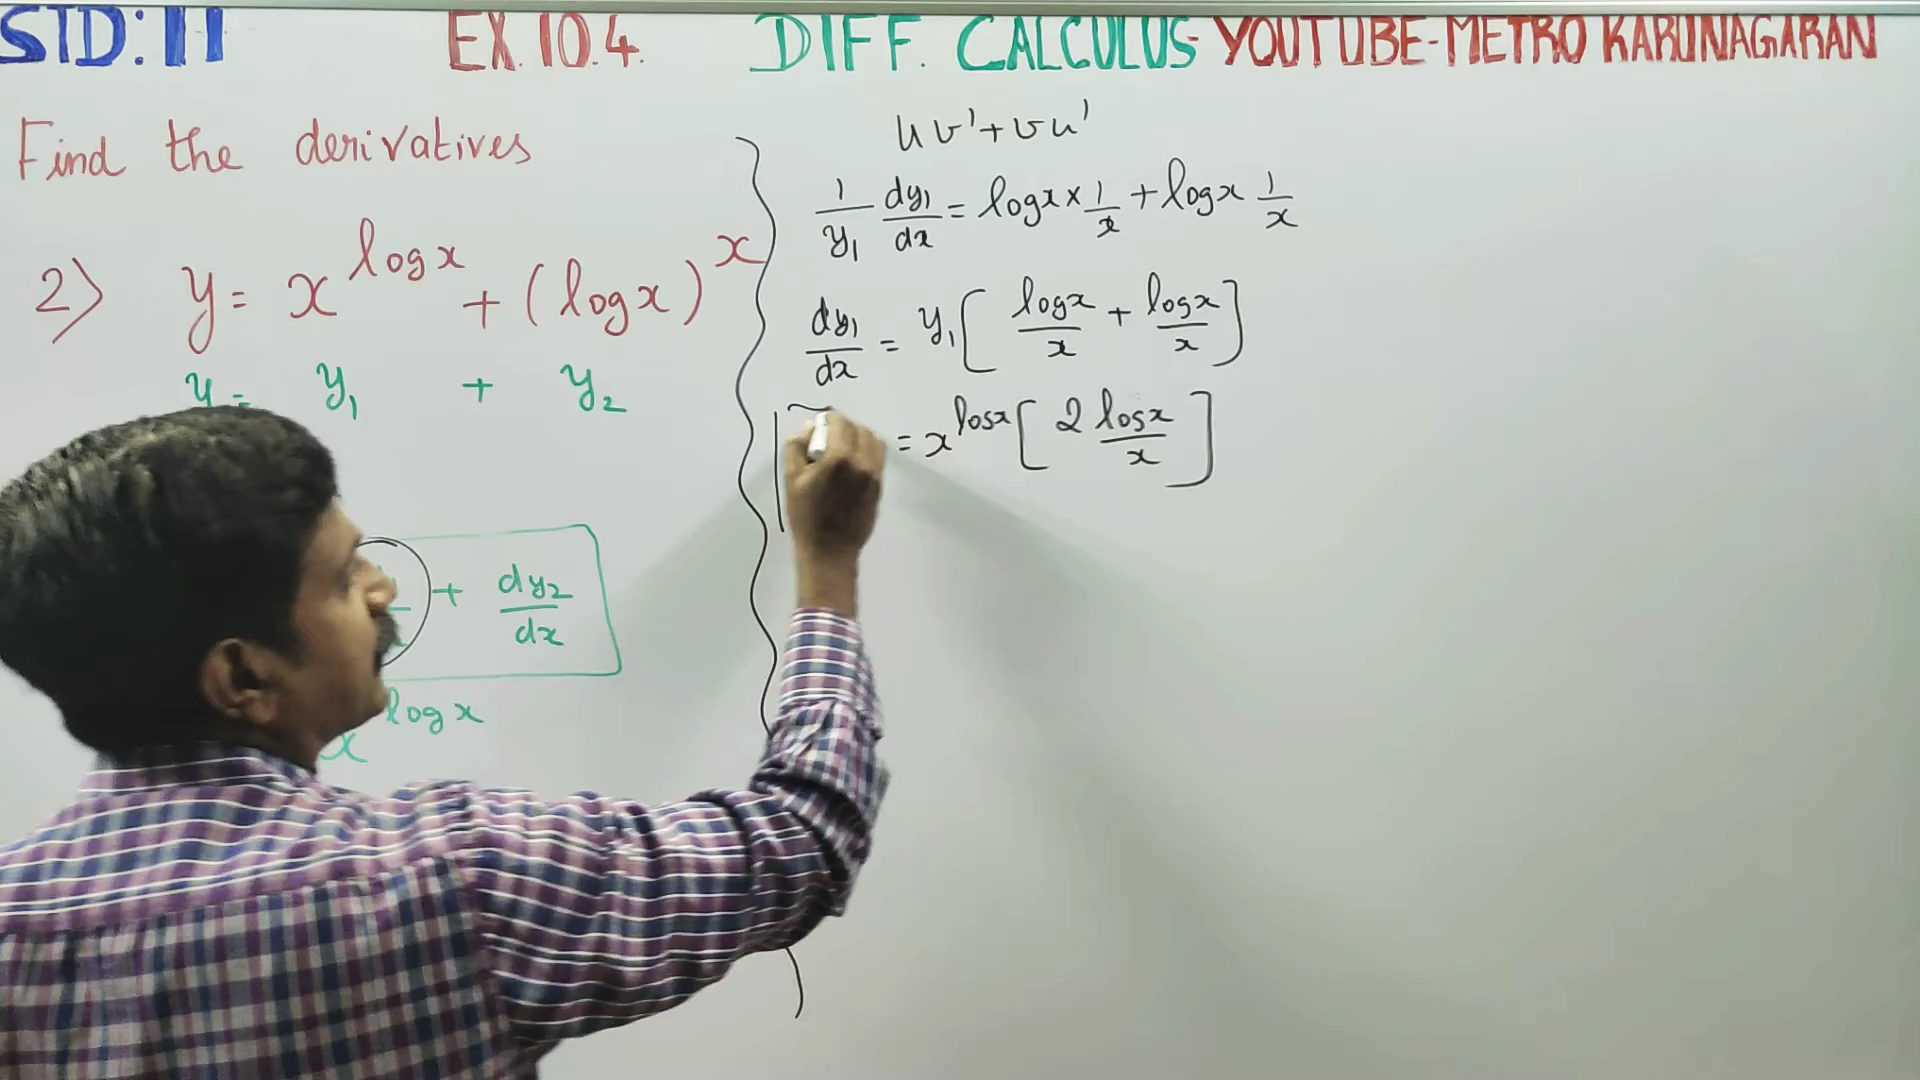 STD: 11 EX. 10.4. DIFF. CALCULUS - YOUTUBE - METRO KARUNAGARAN
Find the derivatives
2) y = x^{log x} + (log x)^x
y = y₁ + y₂
+ dy₂/dx
x^{log x}
uv' + vu'
1/y₁ dy₁/dx = log x × 1/x + log x 1/x
dy₁/dx = y₁ [ log x/x + log x/x ]
= x^{log x} [ 2 log x/x ]